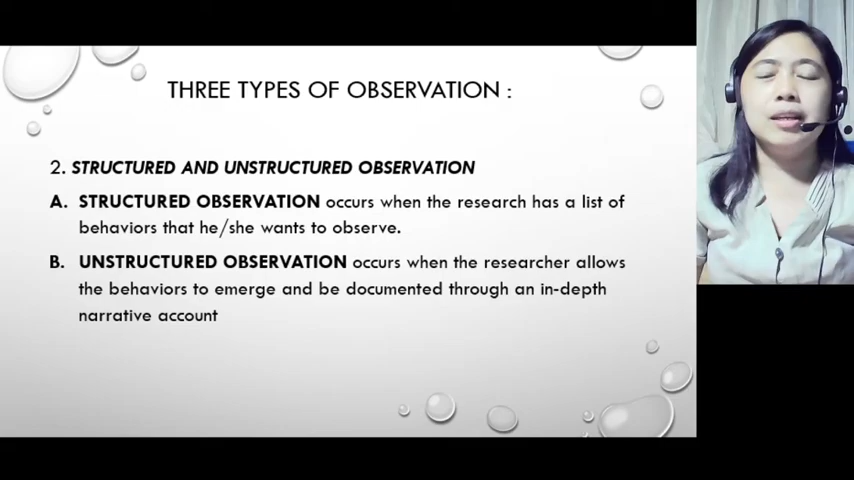 THREE TYPES OF OBSERVATION :
2. STRUCTURED AND UNSTRUCTURED OBSERVATION
A. STRUCTURED OBSERVATION occurs when the research has a list of
behaviors that he/she wants to observe.
B. UNSTRUCTURED OBSERVATION occurs when the researcher allows
the behaviors to emerge and be documented through an in-depth
narrative account